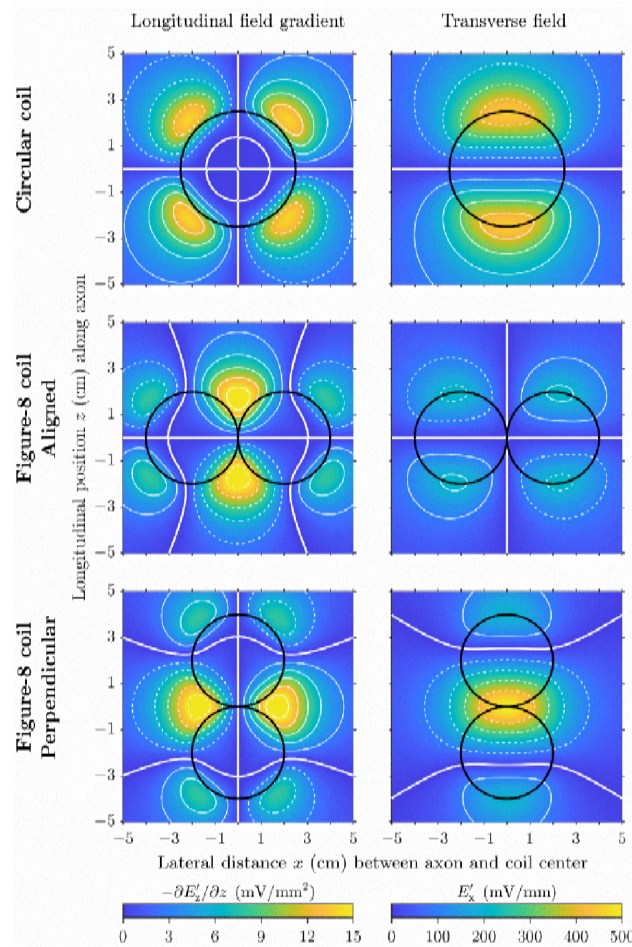 Longitudinal field gradient Transverse field
Circular coil
5
3
1
−1
−3
−5
Longitudinal position z (cm) along axon
Figure-8 coil
Aligned
5
3
1
−1
−3
−5
Figure-8 coil
Perpendicular
5
3
1
−1
−3
−5
−5 −3 −1 1 3 5 −5 −3 −1 1 3 5
Lateral distance x (cm) between axon and coil center
−∂E′z/∂z (mV/mm²) E′x (mV/mm)
0 3 6 9 12 15 0 100 200 300 400 500